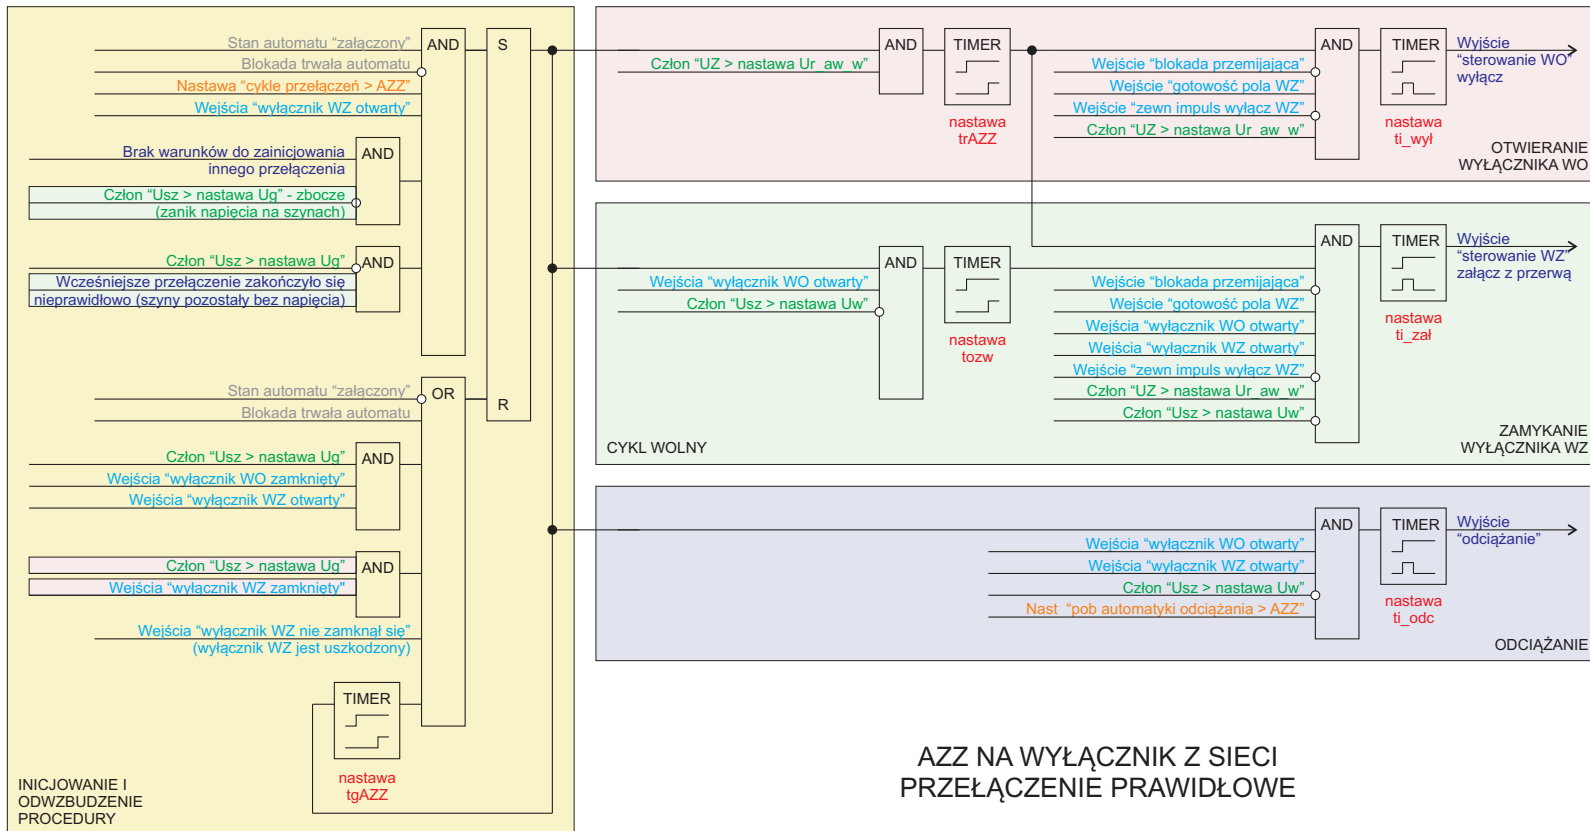 Stan automatu “załączony”
Blokada trwała automatu
Nastawa “cykle przełączeń > AZZ”
Wejścia “wyłącznik WZ otwarty”
AND
S
Brak warunków do zainicjowania
innego przełączenia
AND
Człon “Usz > nastawa Ug” - zbocze
(zanik napięcia na szynach)
Człon “Usz > nastawa Ug”
AND
Wcześniejsze przełączenie zakończyło się
nieprawidłowo (szyny pozostały bez napięcia)
Stan automatu “załączony”
Blokada trwała automatu
OR
R
Człon “Usz > nastawa Ug”
Wejścia “wyłącznik WO zamknięty”
Wejścia “wyłącznik WZ otwarty”
AND
Człon “Usz > nastawa Ug”
Wejścia “wyłącznik WZ zamknięty"
AND
Wejścia “wyłącznik WZ nie zamknął się”
(wyłącznik WZ jest uszkodzony)
TIMER
nastawa
tgAZZ
INICJOWANIE I
ODWZBUDZENIE
PROCEDURY
Człon “UZ > nastawa Ur_aw_w”
AND
TIMER
nastawa
trAZZ
Wejście “blokada przemijająca”
Wejście “gotowość pola WZ”
Wejście “zewn impuls wyłącz WZ”
Człon “UZ > nastawa Ur_aw_w”
AND
TIMER
nastawa
ti_wył
Wyjście
“sterowanie WO”
wyłącz
OTWIERANIE
WYŁĄCZNIKA WO
Wejścia “wyłącznik WO otwarty”
Człon “Usz > nastawa Uw”
AND
TIMER
nastawa
tozw
Wejście “blokada przemijająca”
Wejście “gotowość pola WZ”
Wejścia “wyłącznik WO otwarty”
Wejścia “wyłącznik WZ otwarty”
Wejście “zewn impuls wyłącz WZ”
Człon “UZ > nastawa Ur_aw_w”
Człon “Usz > nastawa Uw”
AND
TIMER
nastawa
ti_zał
Wyjście
“sterowanie WZ”
załącz z przerwą
CYKL WOLNY
ZAMYKANIE
WYŁĄCZNIKA WZ
Wejścia “wyłącznik WO otwarty”
Wejścia “wyłącznik WZ otwarty”
Człon “Usz > nastawa Uw”
Nast “pob automatyki odciążania > AZZ”
AND
TIMER
nastawa
ti_odc
Wyjście
“odciążanie”
ODCIĄŻANIE
AZZ NA WYŁĄCZNIK Z SIECI
PRZEŁĄCZENIE PRAWIDŁOWE